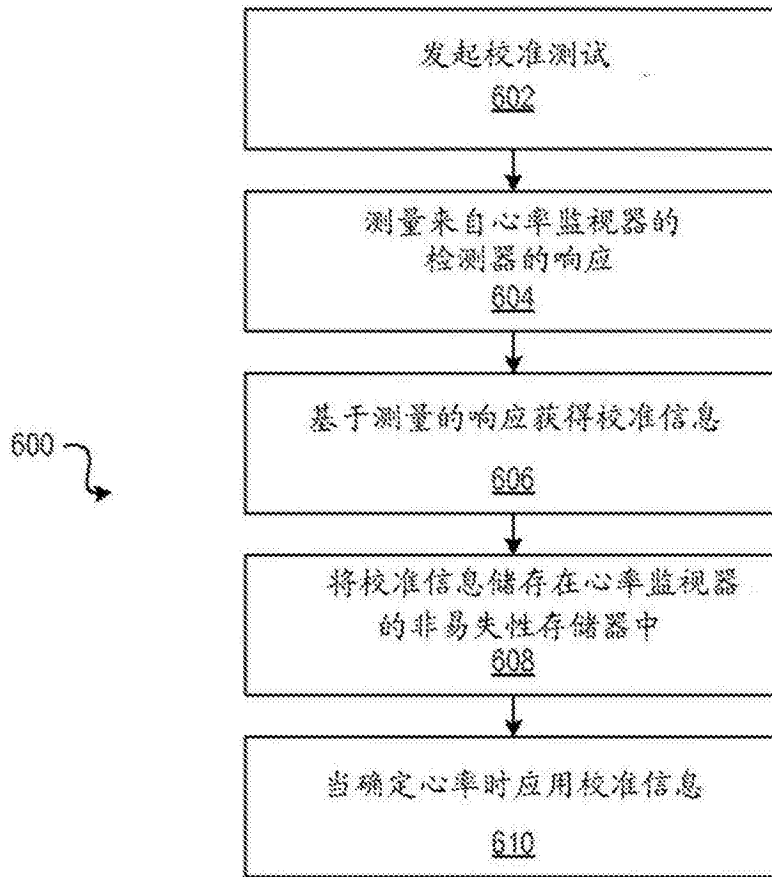 发起校准测试
602
测量来自心率监视器的
检测器的响应
604
基于测量的响应获得校准信息
606
600
将校准信息储存在心率监视器
的非易失性存储器中
608
当确定心率时应用校准信息
610